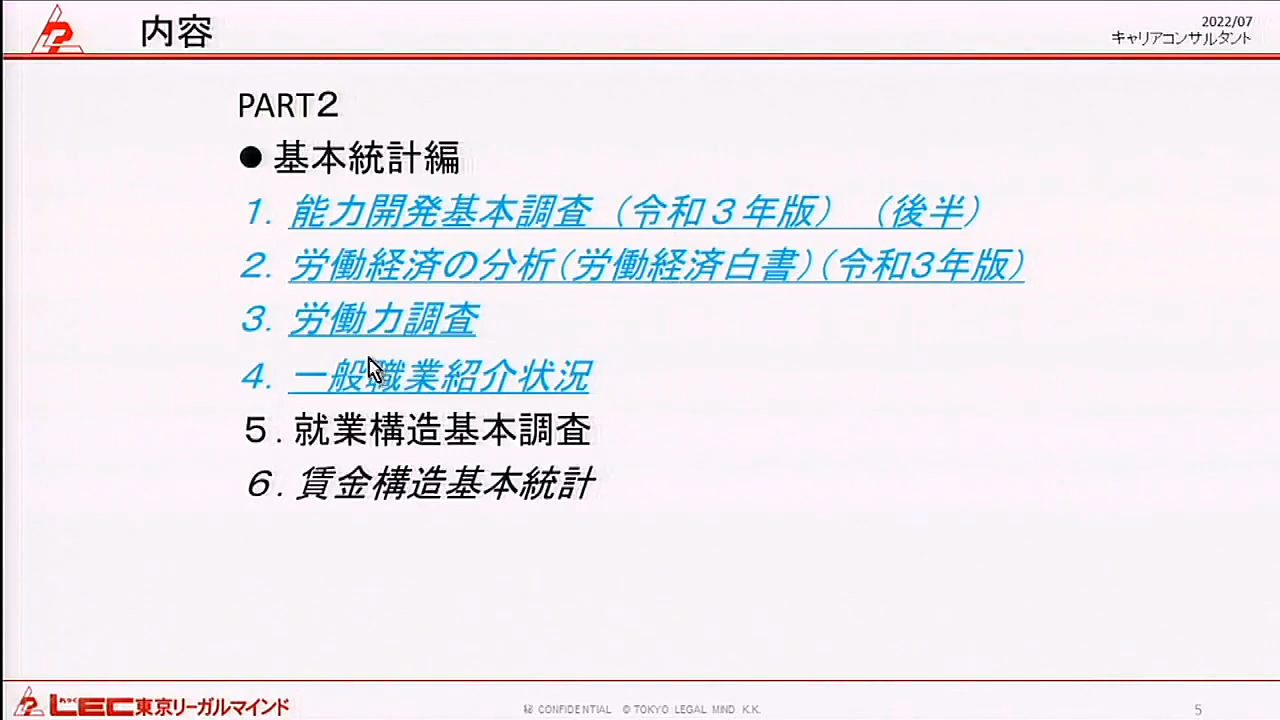 内容
2022/07
キャリアコンサルタント
PART２
●基本統計編
1. 能力開発基本調査（令和３年版）（後半）
2. 労働経済の分析（労働経済白書）（令和3年版）
3. 労働力調査
4. 一般職業紹介状況
５．就業構造基本調査
６．賃金構造基本統計
LEC東京リーガルマインド
㊙ CONFIDENTIAL © TOKYO LEGAL MIND K.K.
5